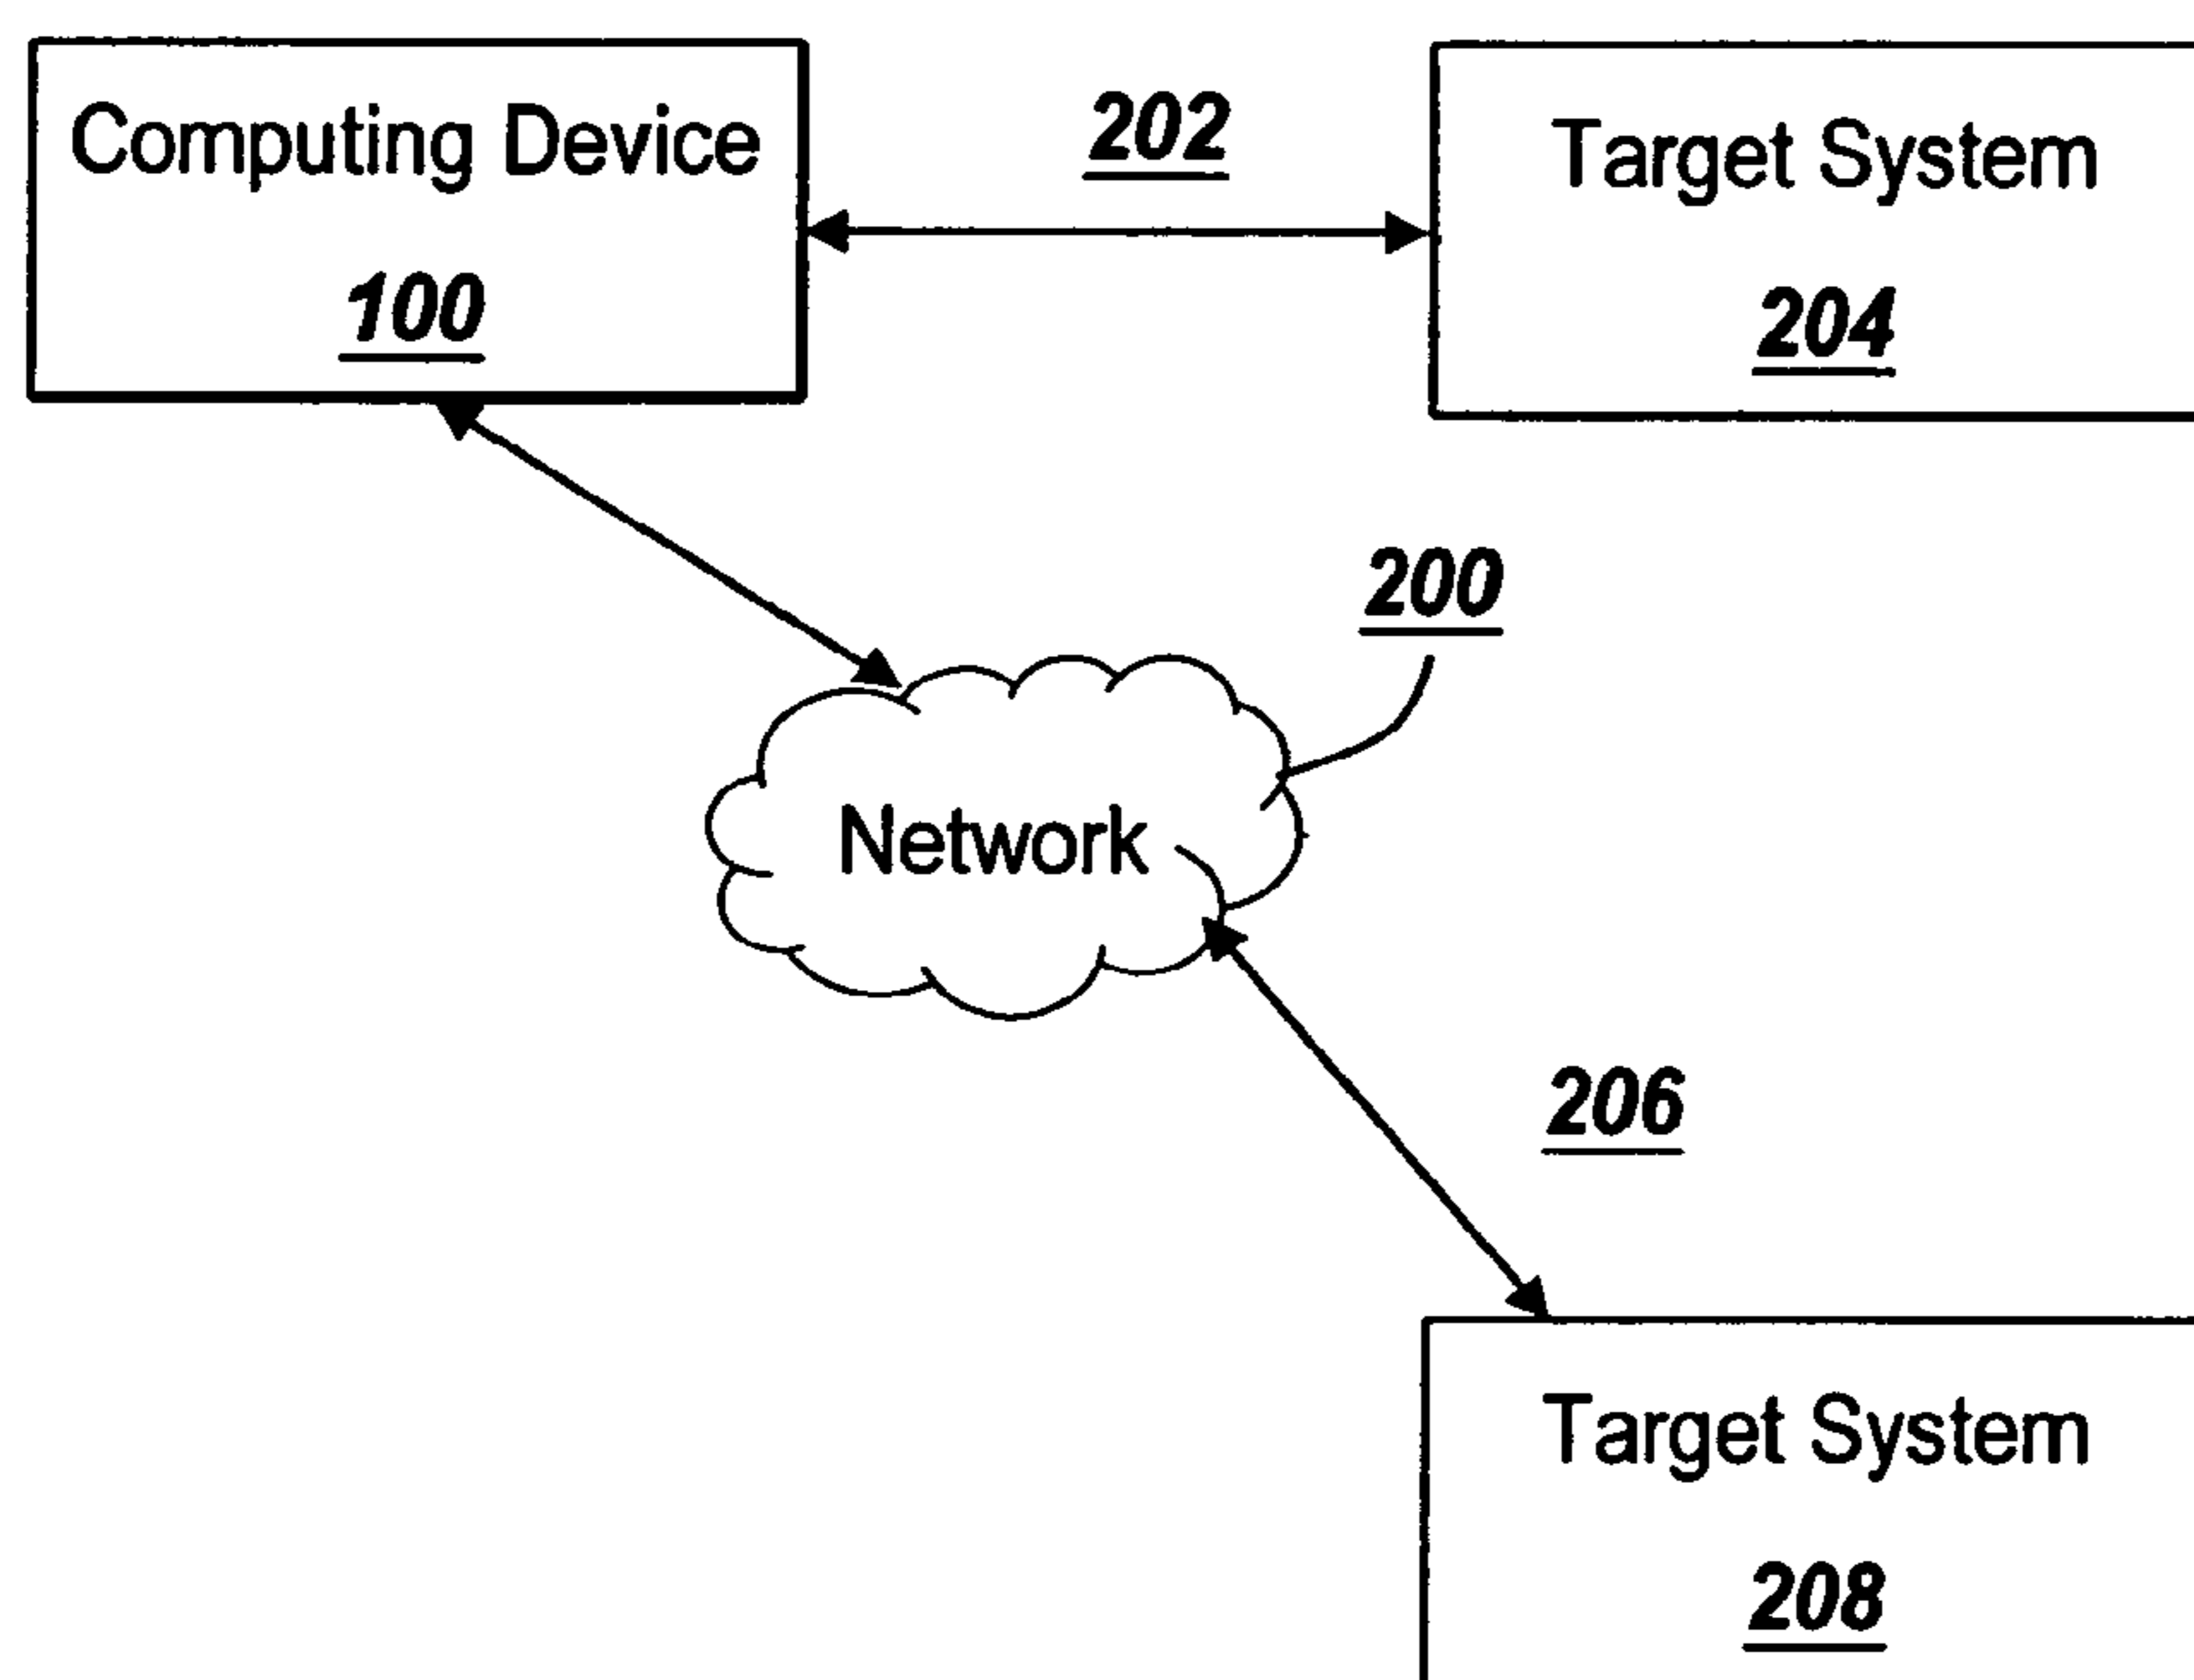 Computing Device
100
202
Target System
204
200
Network
206
Target System
208